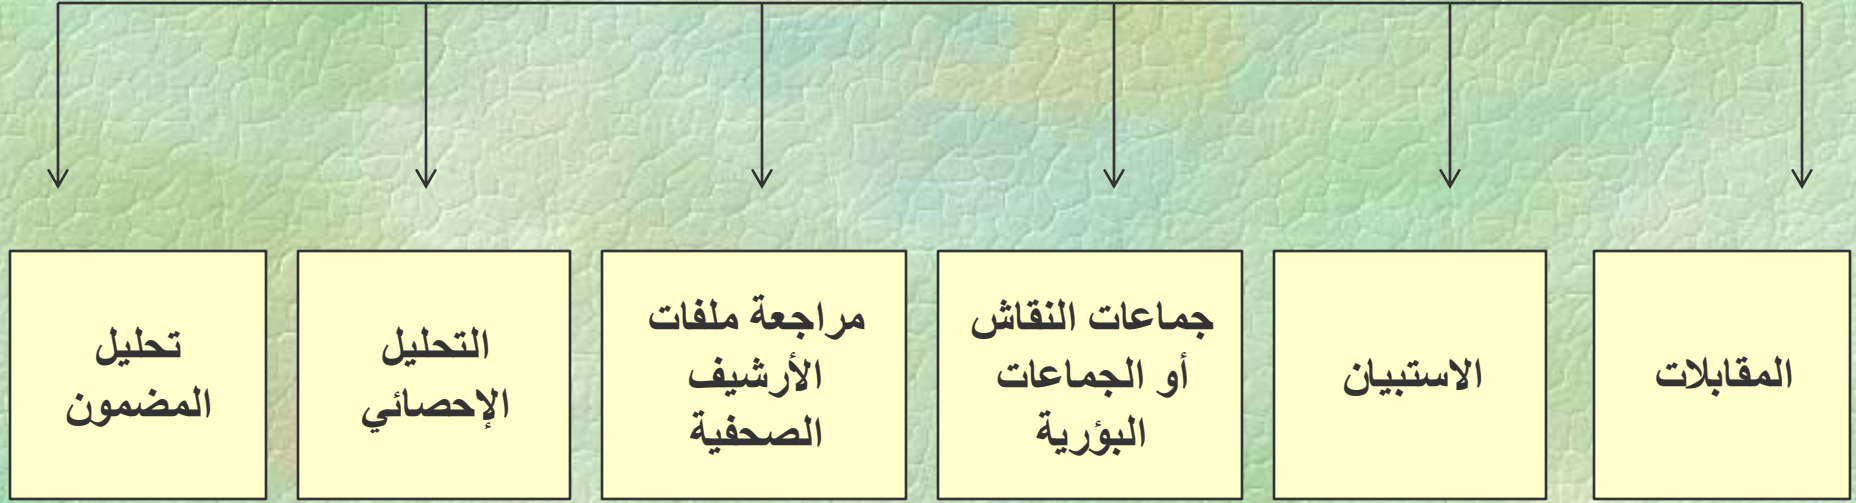 المقابلات
الاستبيان
جماعات النقاش
أو الجماعات
البؤرية
مراجعة ملفات
الأرشيف
الصحفية
التحليل
الإحصائي
تحليل
المضمون